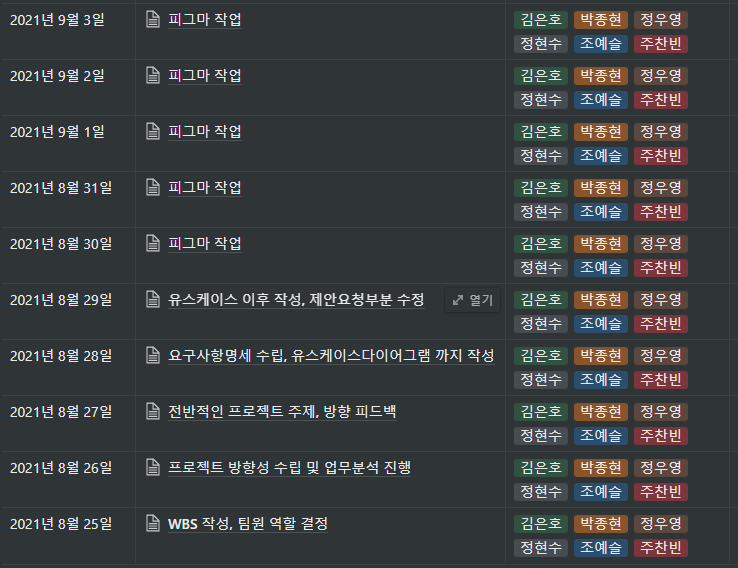 2021년 9월 3일 피그마 작업 김은호 박종현 정우영
정현수 조예슬 주찬빈
2021년 9월 2일 피그마 작업 김은호 박종현 정우영
정현수 조예슬 주찬빈
2021년 9월 1일 피그마 작업 김은호 박종현 정우영
정현수 조예슬 주찬빈
2021년 8월 31일 피그마 작업 김은호 박종현 정우영
정현수 조예슬 주찬빈
2021년 8월 30일 피그마 작업 김은호 박종현 정우영
정현수 조예슬 주찬빈
2021년 8월 29일 유스케이스 이후 작성, 제안요청부분 수정 열기 김은호 박종현 정우영
정현수 조예슬 주찬빈
2021년 8월 28일 요구사항명세 수립, 유스케이스다이어그램 까지 작성 김은호 박종현 정우영
정현수 조예슬 주찬빈
2021년 8월 27일 전반적인 프로젝트 주제, 방향 피드백 김은호 박종현 정우영
정현수 조예슬 주찬빈
2021년 8월 26일 프로젝트 방향성 수립 및 업무분석 진행 김은호 박종현 정우영
정현수 조예슬 주찬빈
2021년 8월 25일 WBS 작성, 팀원 역할 결정 김은호 박종현 정우영
정현수 조예슬 주찬빈